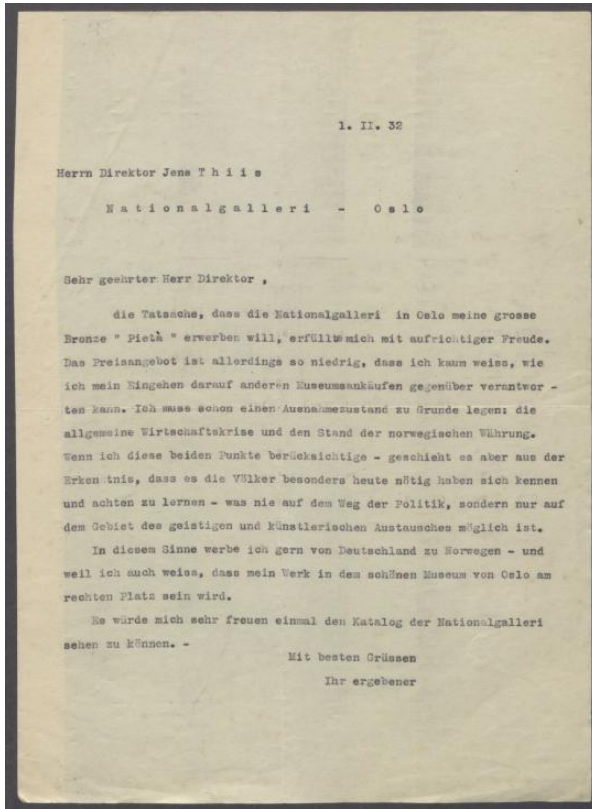 1. II. 32
Herrn Direktor Jens T h i i s
N a t i o n a l g a l l e r i - O s l o
Sehr geehrter Herr Direktor ,
die Tatsache, dass die Nationalgalleri in Oslo meine grosse
Bronze " Pietà " erwerben will, erfüllt mich mit aufrichtiger Freude.
Das Preisangebot ist allerdings so niedrig, dass ich kaum weiss, wie
ich mein Eingehen darauf anderen Museumsankäufen gegenüber verantwor -
ten kann. Ich muss schon einen Ausnahmezustand zu Grunde legen: die
allgemeine Wirtschaftskrise und den Stand der norwegischen Währung.
Wenn ich diese beiden Punkte berücksichtige - geschieht es aber aus der
Erken tnis, dass es die Völker besonders heute nötig haben sich kennen
und achten zu lernen - was nie auf dem Weg der Politik, sondern nur auf
dem Gebiet des geistigen und künstlerischen Austausches möglich ist.
In diesem Sinne werbe ich gern von Deutschland zu Norwegen - und
weil ich auch weiss, dass mein Werk in dem schönen Museum von Oslo am
rechten Platz sein wird.
Es würde mich sehr freuen einmal den Katalog der Nationalgalleri
sehen zu können. -
Mit besten Grüssen
Ihr ergebener